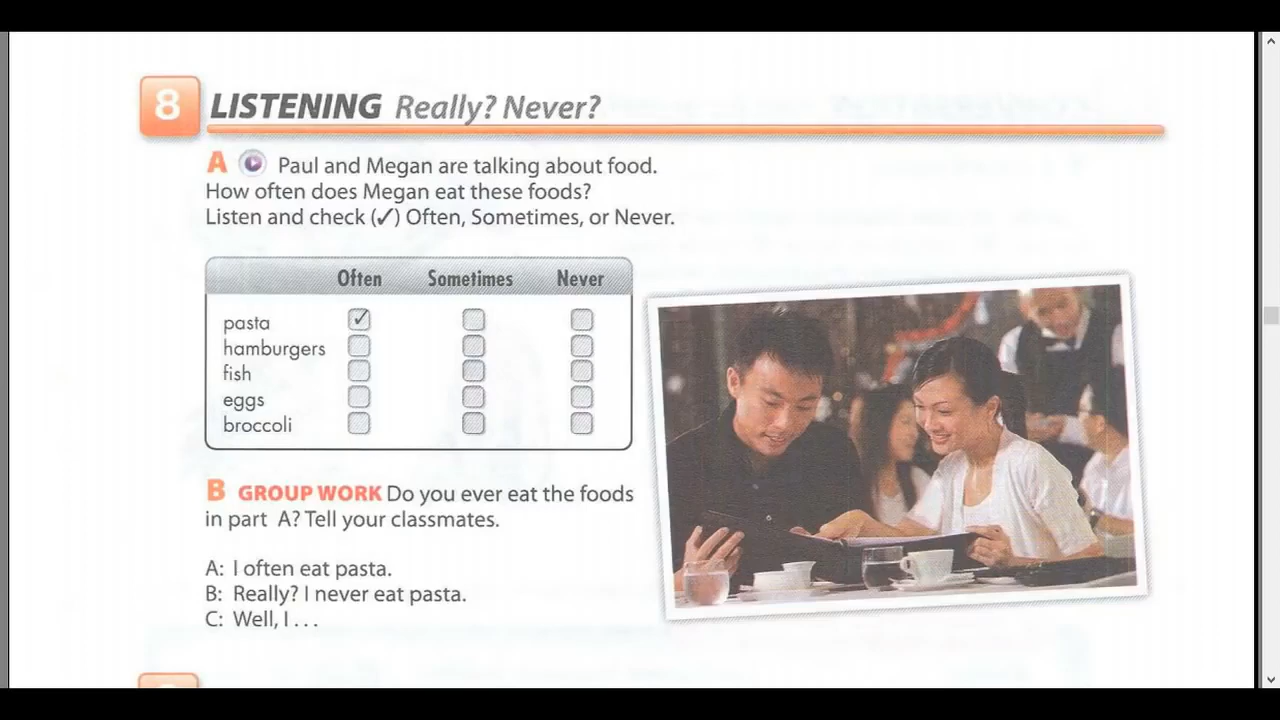 8 LISTENING Really? Never?
A Paul and Megan are talking about food.
How often does Megan eat these foods?
Listen and check (✓) Often, Sometimes, or Never.
Often Sometimes Never
pasta ✓
hamburgers
fish
eggs
broccoli
B GROUP WORK Do you ever eat the foods
in part A? Tell your classmates.
A: I often eat pasta.
B: Really? I never eat pasta.
C: Well, I . . .